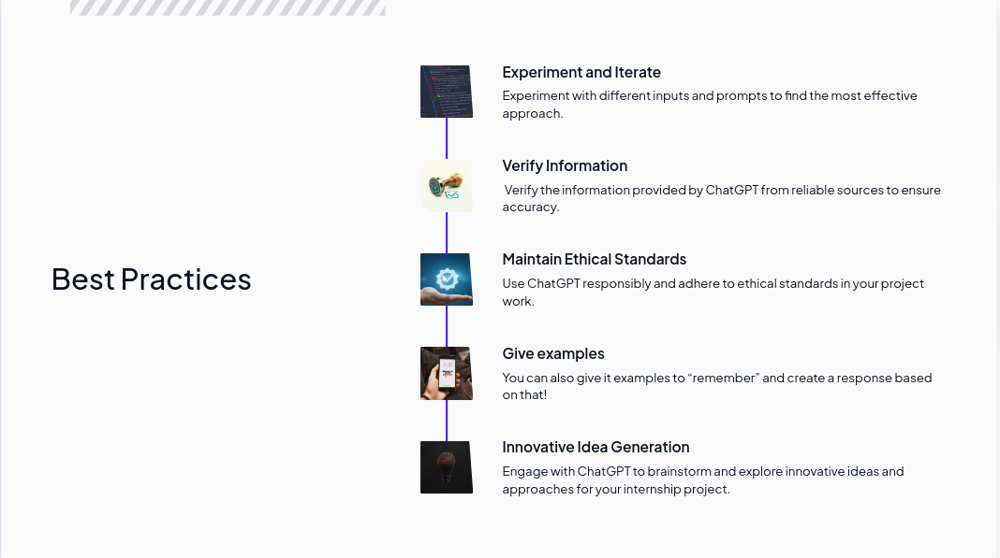 Best Practices
Experiment and Iterate
Experiment with different inputs and prompts to find the most effective
approach.
Verify Information
Verify the information provided by ChatGPT from reliable sources to ensure
accuracy.
Maintain Ethical Standards
Use ChatGPT responsibly and adhere to ethical standards in your project
work.
Give examples
You can also give it examples to “remember” and create a response based
on that!
Innovative Idea Generation
Engage with ChatGPT to brainstorm and explore innovative ideas and
approaches for your internship project.